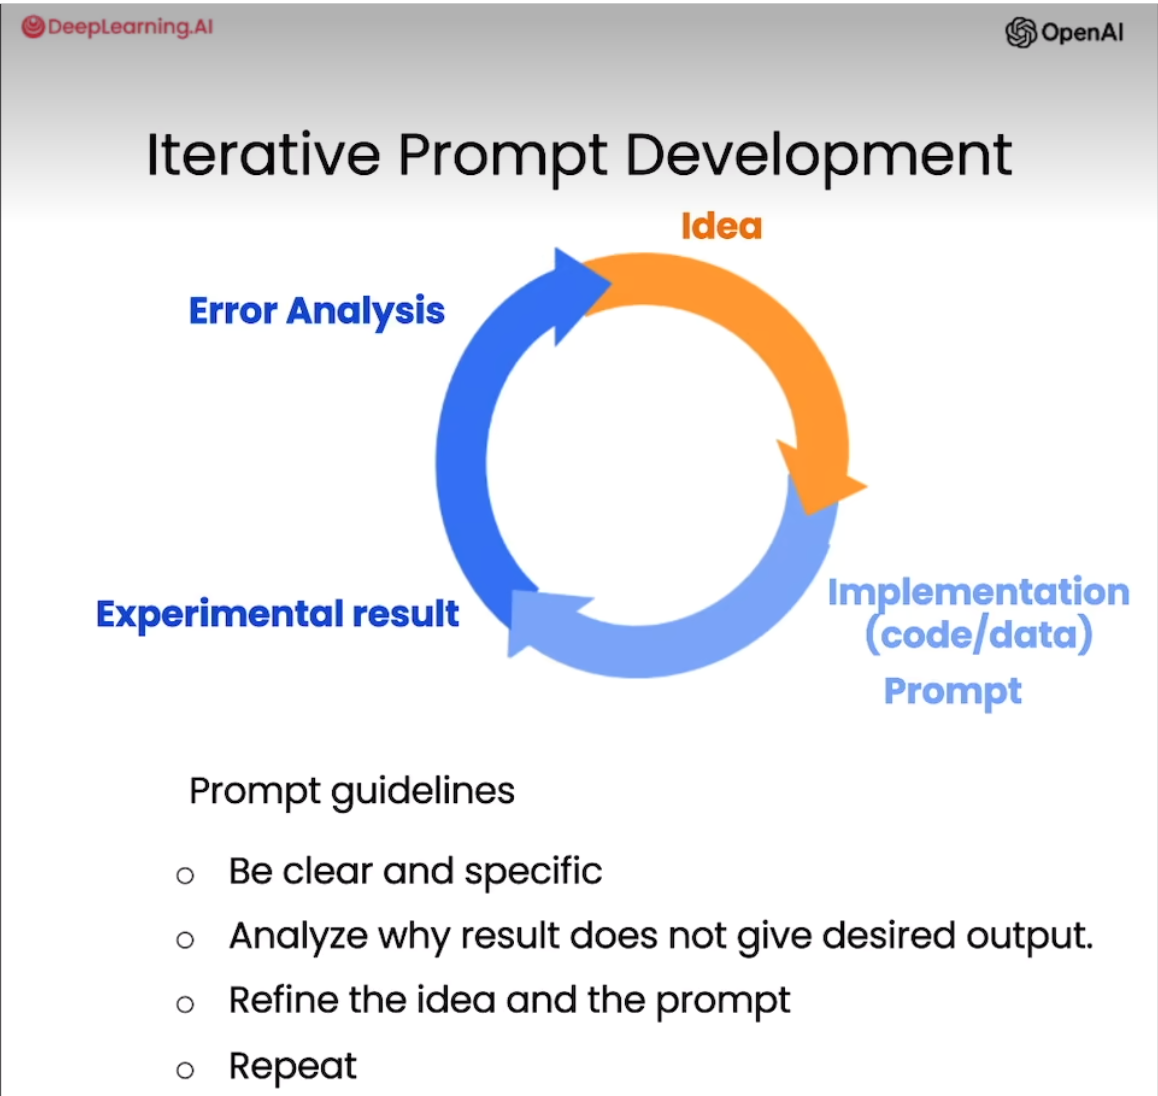 DeepLearning.AI
OpenAI
Iterative Prompt Development
Idea
Error Analysis
Implementation
(code/data)
Prompt
Experimental result
Prompt guidelines
Be clear and specific
Analyze why result does not give desired output.
Refine the idea and the prompt
Repeat